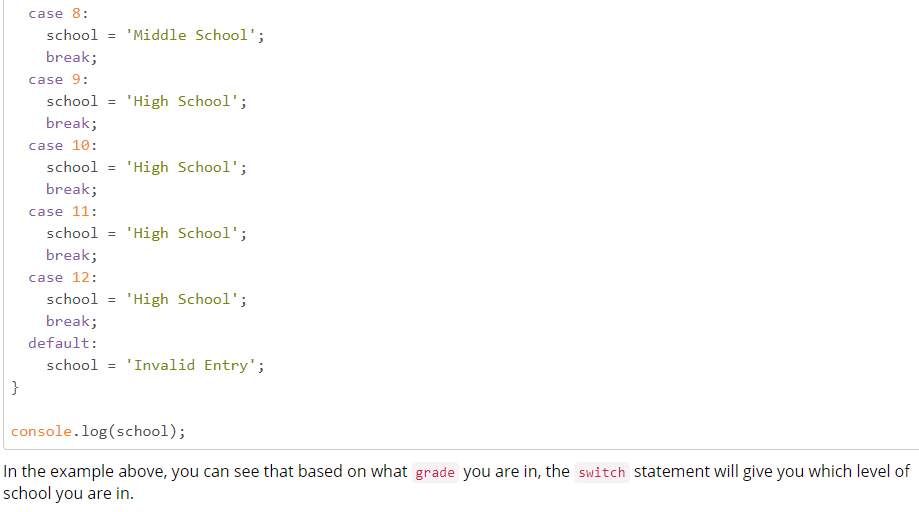 case 8:
school = 'Middle School';
break;
case 9:
school = 'High School';
break;
case 10:
school = 'High School';
break;
case 11:
school = 'High School';
break;
case 12:
school = 'High School';
break;
default:
school = 'Invalid Entry';
}
console.log(school);
In the example above, you can see that based on what grade you are in, the switch statement will give you which level of
school you are in.